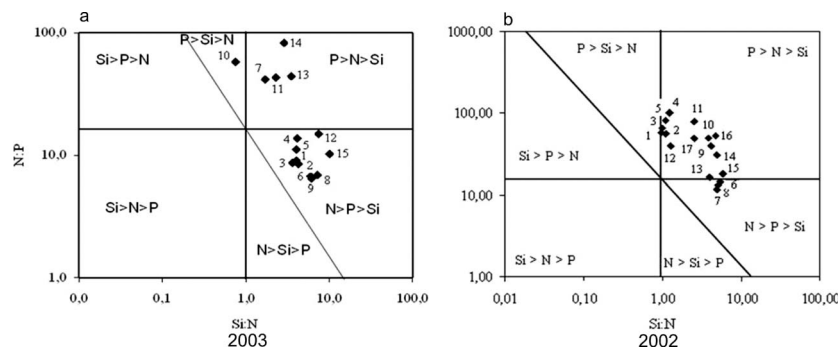 a
100.0
10.0
1.0
N:P
Si>P>N
P>Si>N
P>N>Si
Si>N>P
N>Si>P
N>P>Si
10
14
7
13
11
4
12
5
15
1
3
2
6
8
9
0,0
1.0
10.0
100.0
Si:N
2003
b
1000,00
100,00
10,00
1,00
P > Si > N
P > N > Si
Si > P > N
N > P > Si
Si > N > P
N > Si > P
5
4
11
3
1
2
10
16
12
17
9
14
13
15
6
8
7
0,01
0,10
1,00
10,00
100,00
Si:N
2002